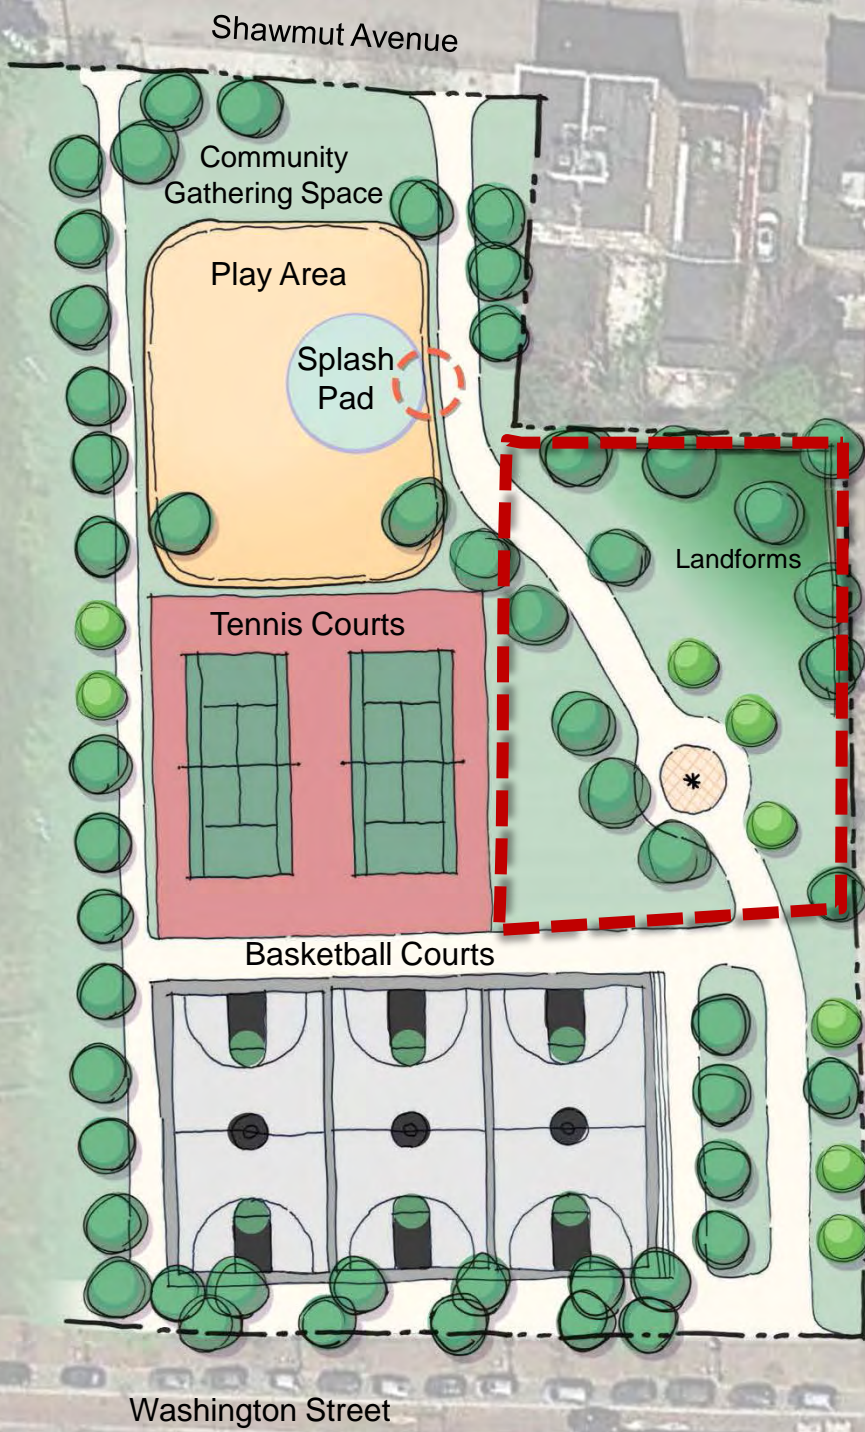 Shawmut Avenue
Community
Gathering Space
Play Area
Splash
Pad
Landforms
Tennis Courts
Basketball Courts
Washington Street